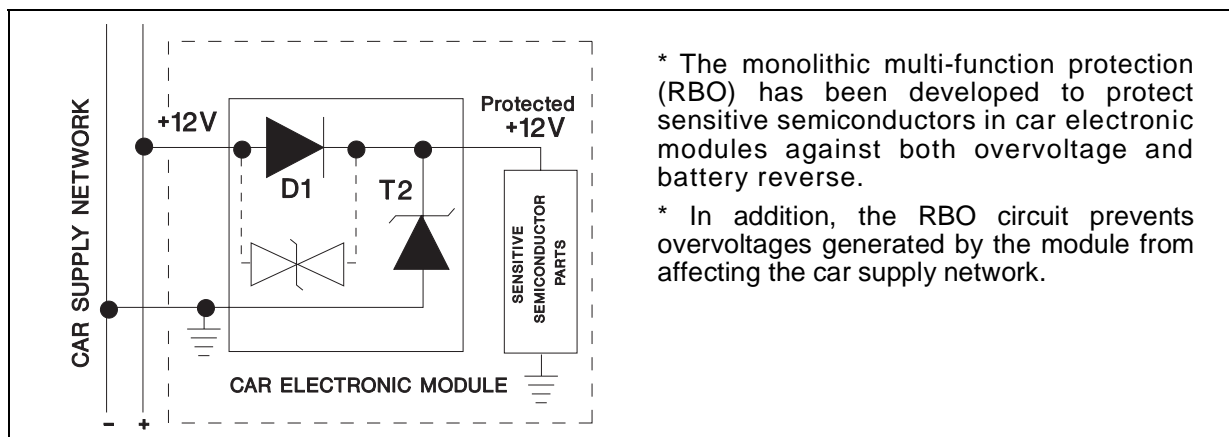 CAR SUPPLY NETWORK
+12V
D1
T2
Protected
+12V
SENSITIVE
SEMICONDUCTOR
PARTS
CAR ELECTRONIC MODULE
- +
* The monolithic multi-function protection
(RBO) has been developed to protect
sensitive semiconductors in car electronic
modules against both overvoltage and
battery reverse.
* In addition, the RBO circuit prevents
overvoltages generated by the module from
affecting the car supply network.